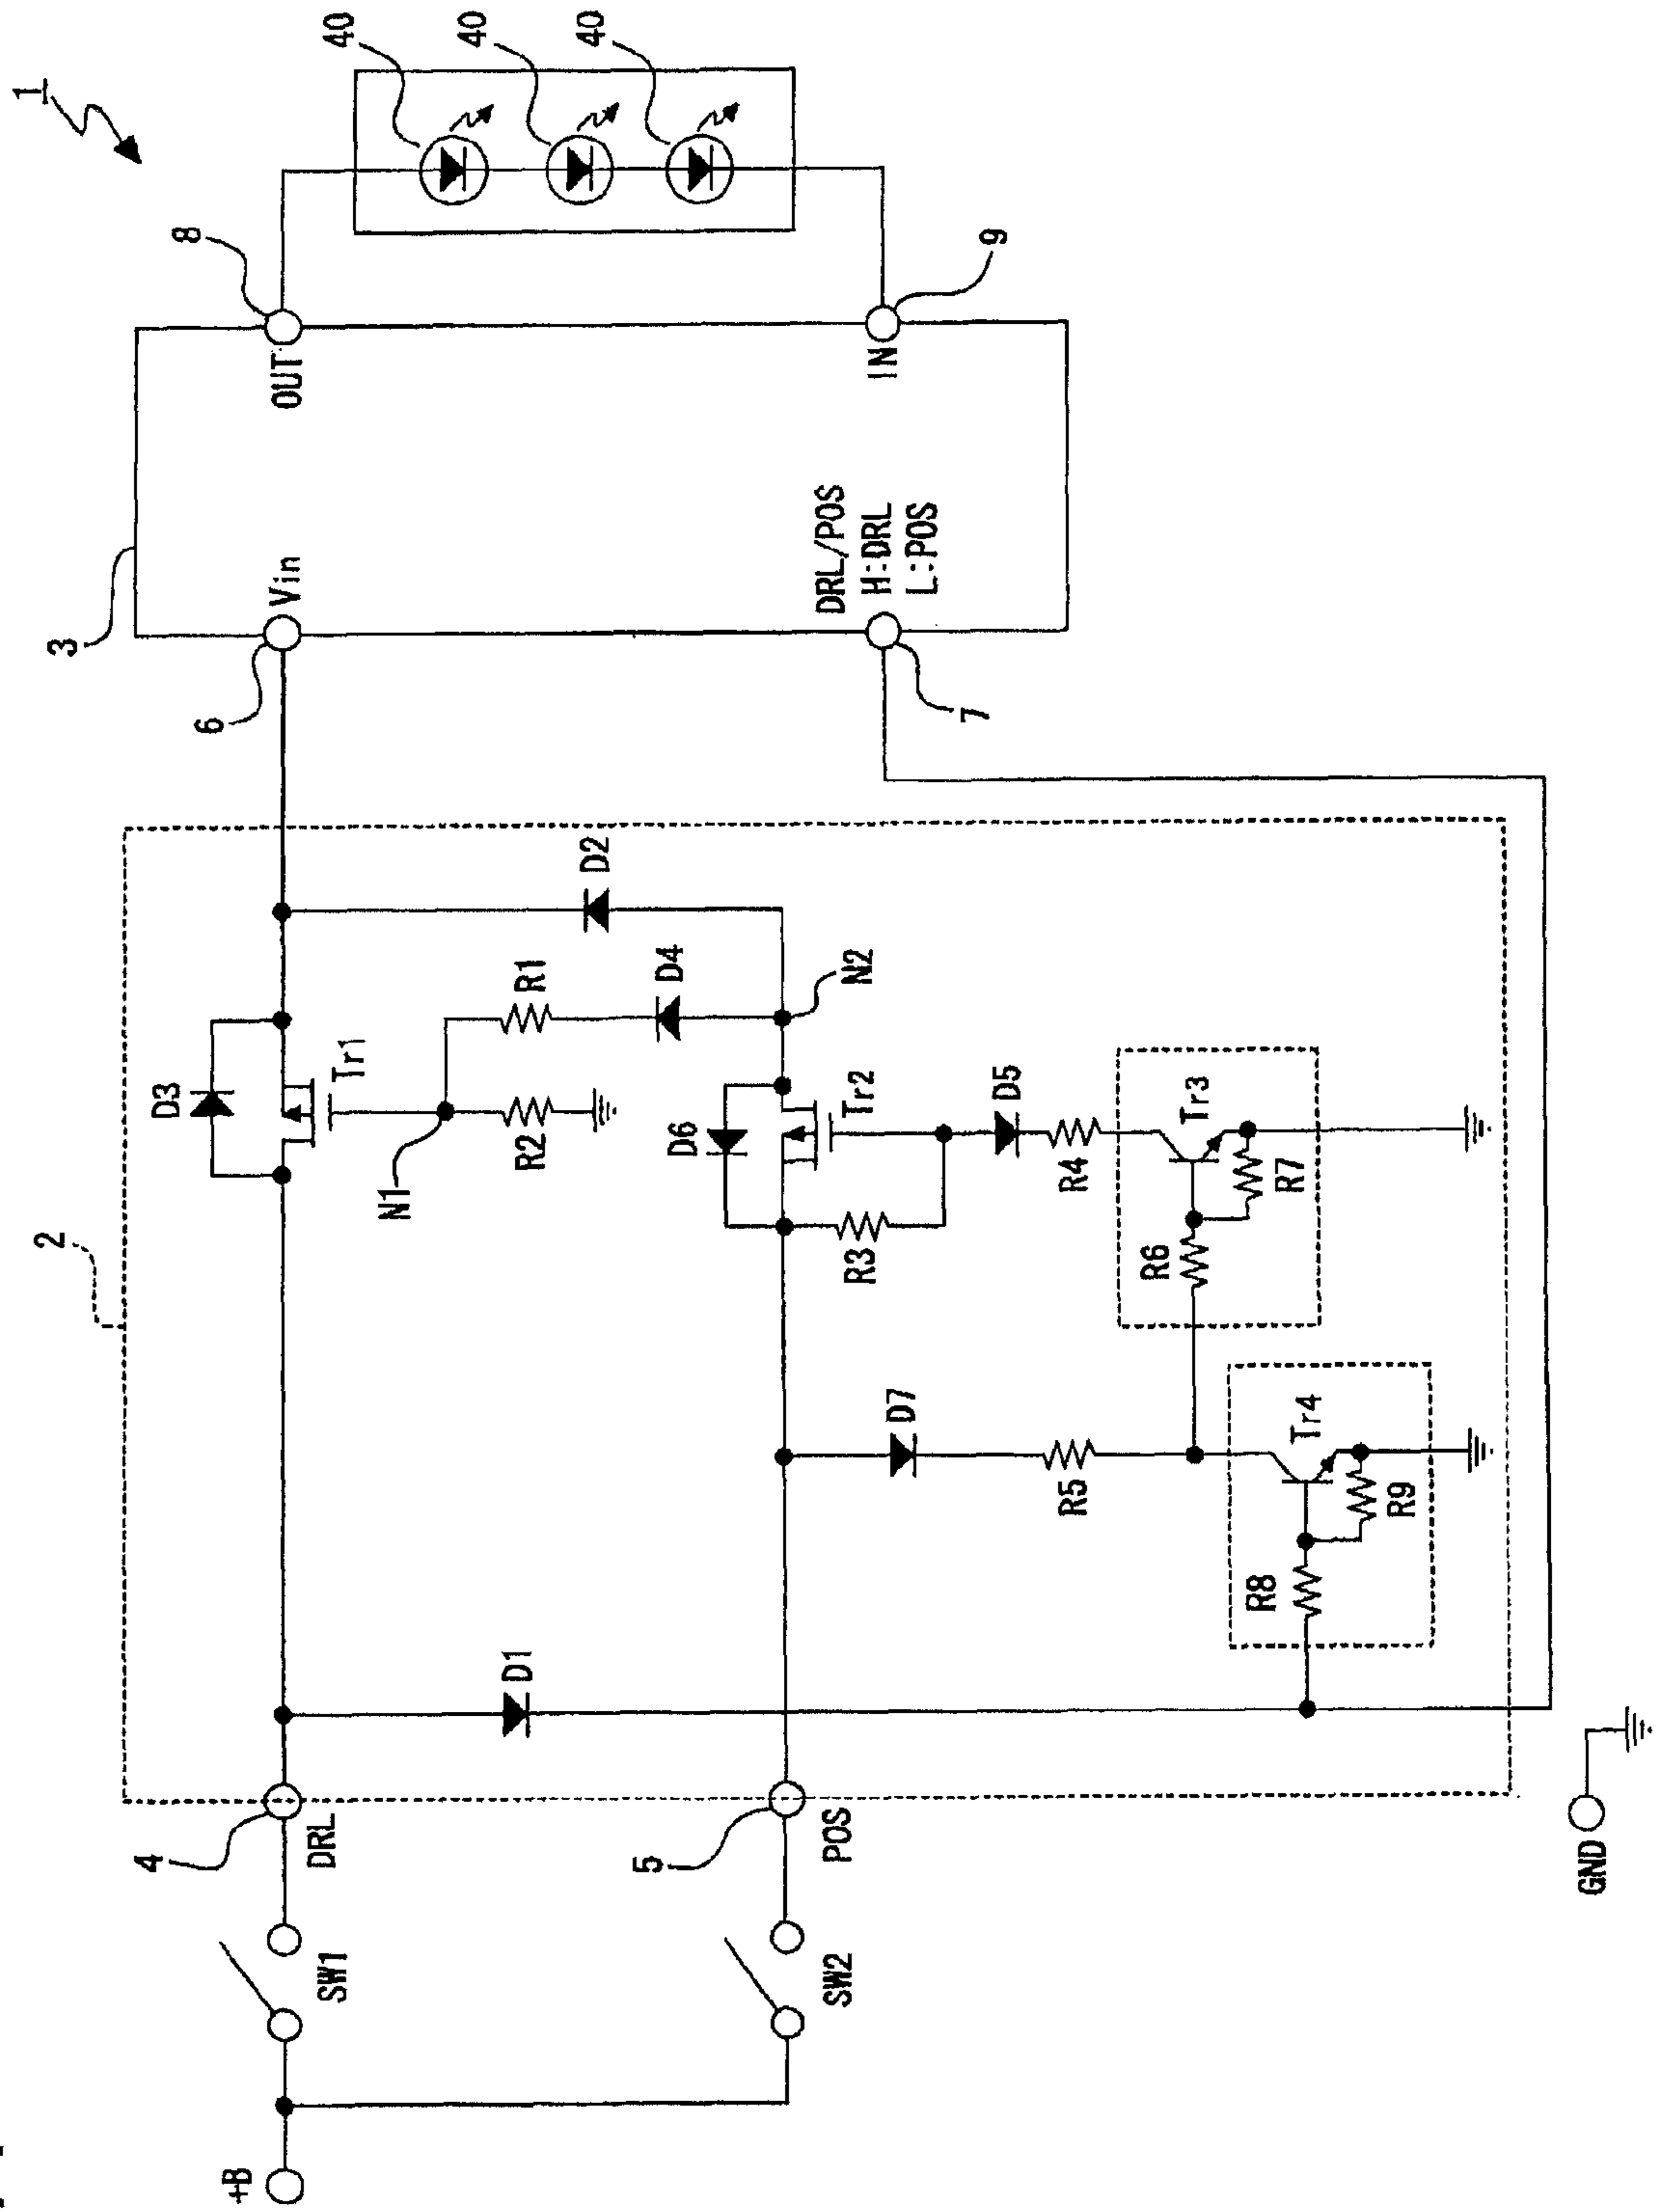 1
40
40
40
8
OUT
IN
9
3
Vin
6
DRL/POS
H:DRL
L:POS
7
2
D3
Tr1
N1
R1
R2
D4
D2
N2
D6
Tr2
R3
D5
R4
Tr3
R6
R7
D7
R5
Tr4
R8
R9
D1
4
DRL
5
POS
SW1
SW2
+B
GND